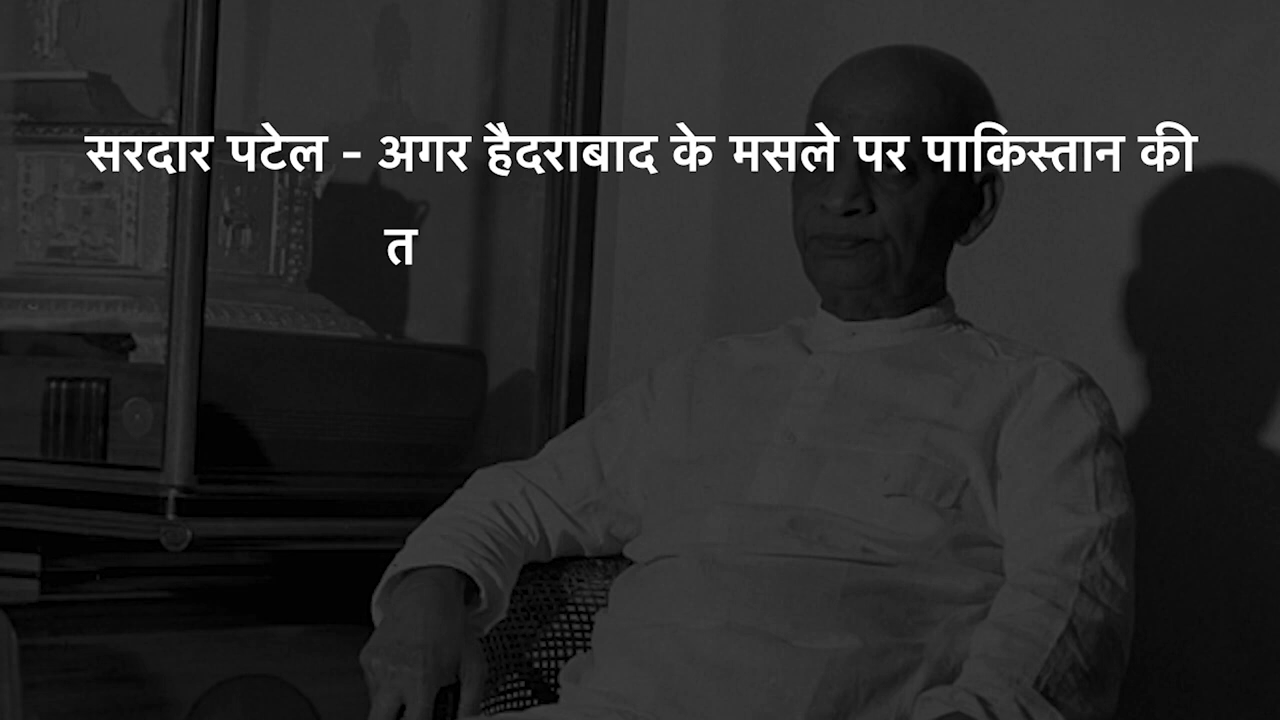 सरदार पटेल - अगर हैदराबाद के मसले पर पाकिस्तान की
त